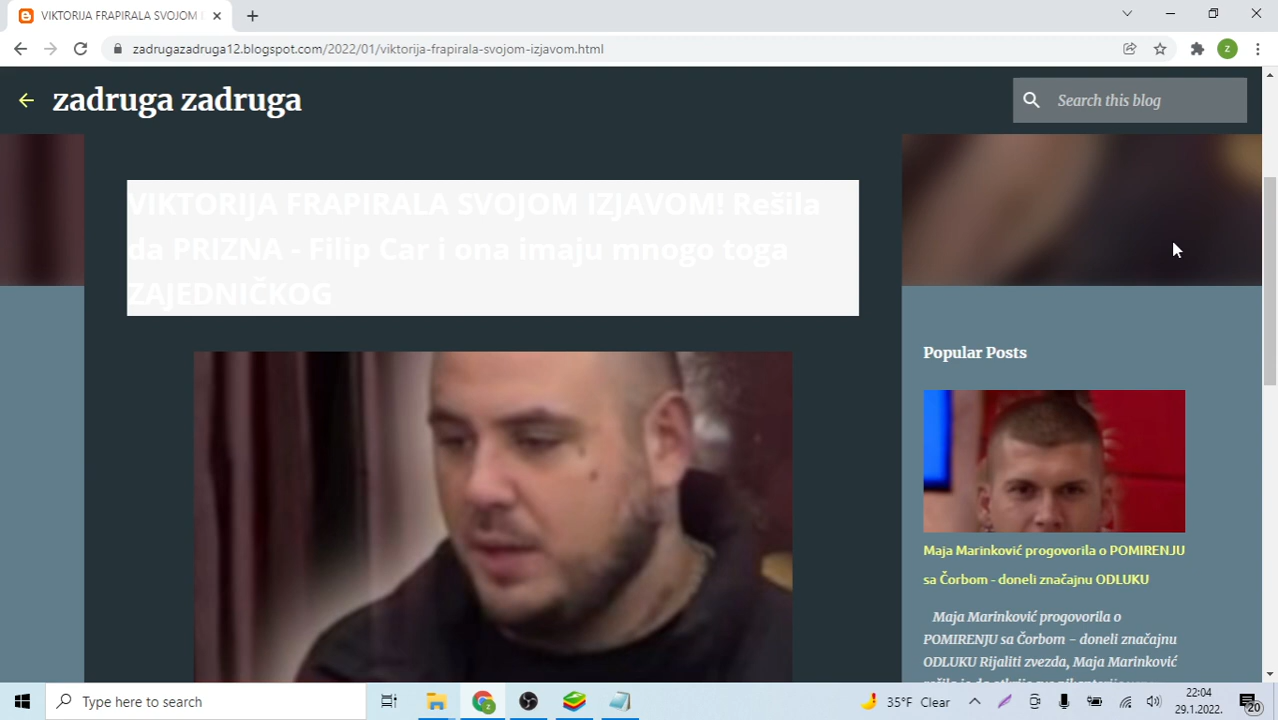 VIKTORIJA FRAPIRALA SVOJOM
zadrugazadruga12.blogspot.com/2022/01/viktorija-frapirala-svojom-izjavom.html
z
zadruga zadruga
Search this blog
VIKTORIJA FRAPIRALA SVOJOM IZJAVOM! Rešila
da PRIZNA - Filip Car i ona imaju mnogo toga
ZAJEDNIČKOG
Popular Posts
Maja Marinković progovorila o POMIRENJU
sa Čorbom - doneli značajnu ODLUKU
Maja Marinković progovorila o
POMIRENJU sa Čorbom – doneli značajnu
ODLUKU Rijaliti zvezda, Maja Marinković
Type here to search
35°F Clear
22:04
29.1.2022.
20